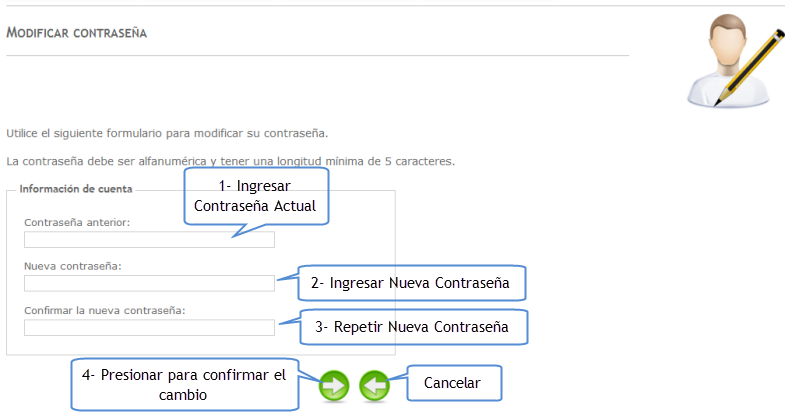 MODIFICAR CONTRASEÑA
Utilice el siguiente formulario para modificar su contraseña.
La contraseña debe ser alfanumérica y tener una longitud mínima de 5 caracteres.
Información de cuenta
1- Ingresar
Contraseña Actual
Contraseña anterior:
Nueva contraseña:
2- Ingresar Nueva Contraseña
Confirmar la nueva contraseña:
3- Repetir Nueva Contraseña
4- Presionar para confirmar el
cambio
Cancelar